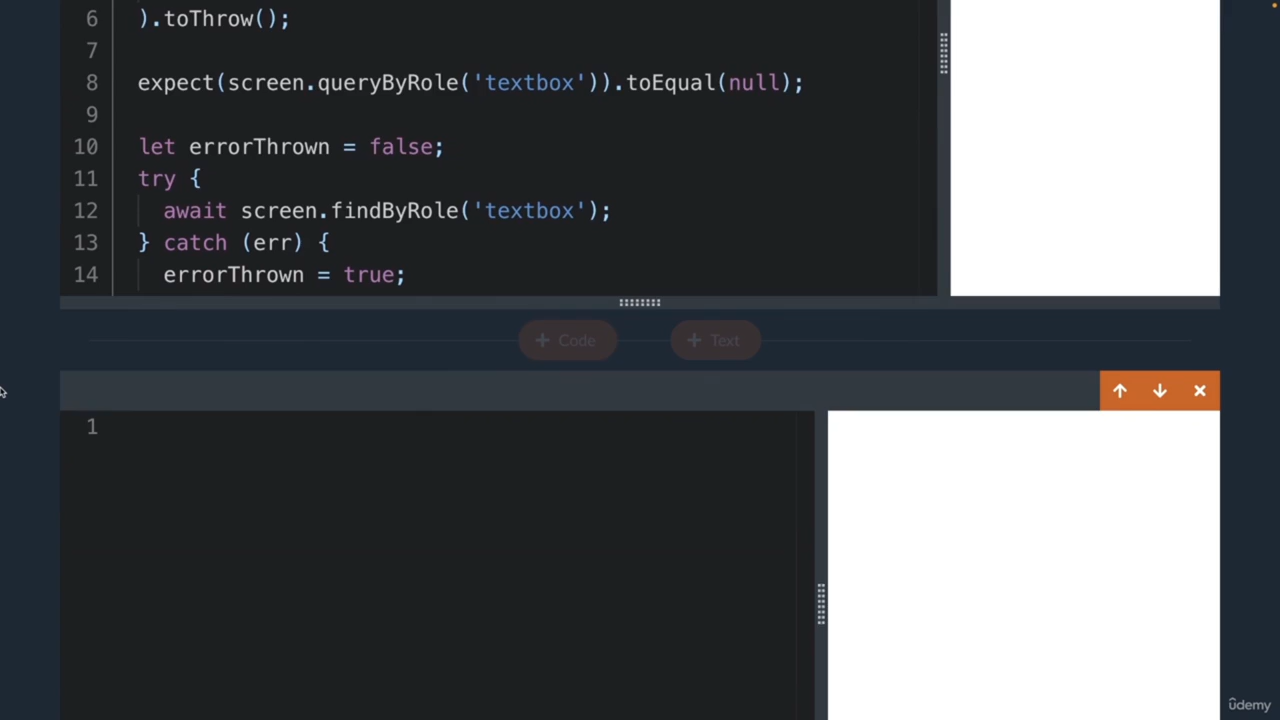 6 ).toThrow();
7
8 expect(screen.queryByRole('textbox')).toEqual(null);
9
10 let errorThrown = false;
11 try {
12 await screen.findByRole('textbox');
13 } catch (err) {
14 errorThrown = true;
+ Code + Text
1
ûdemy